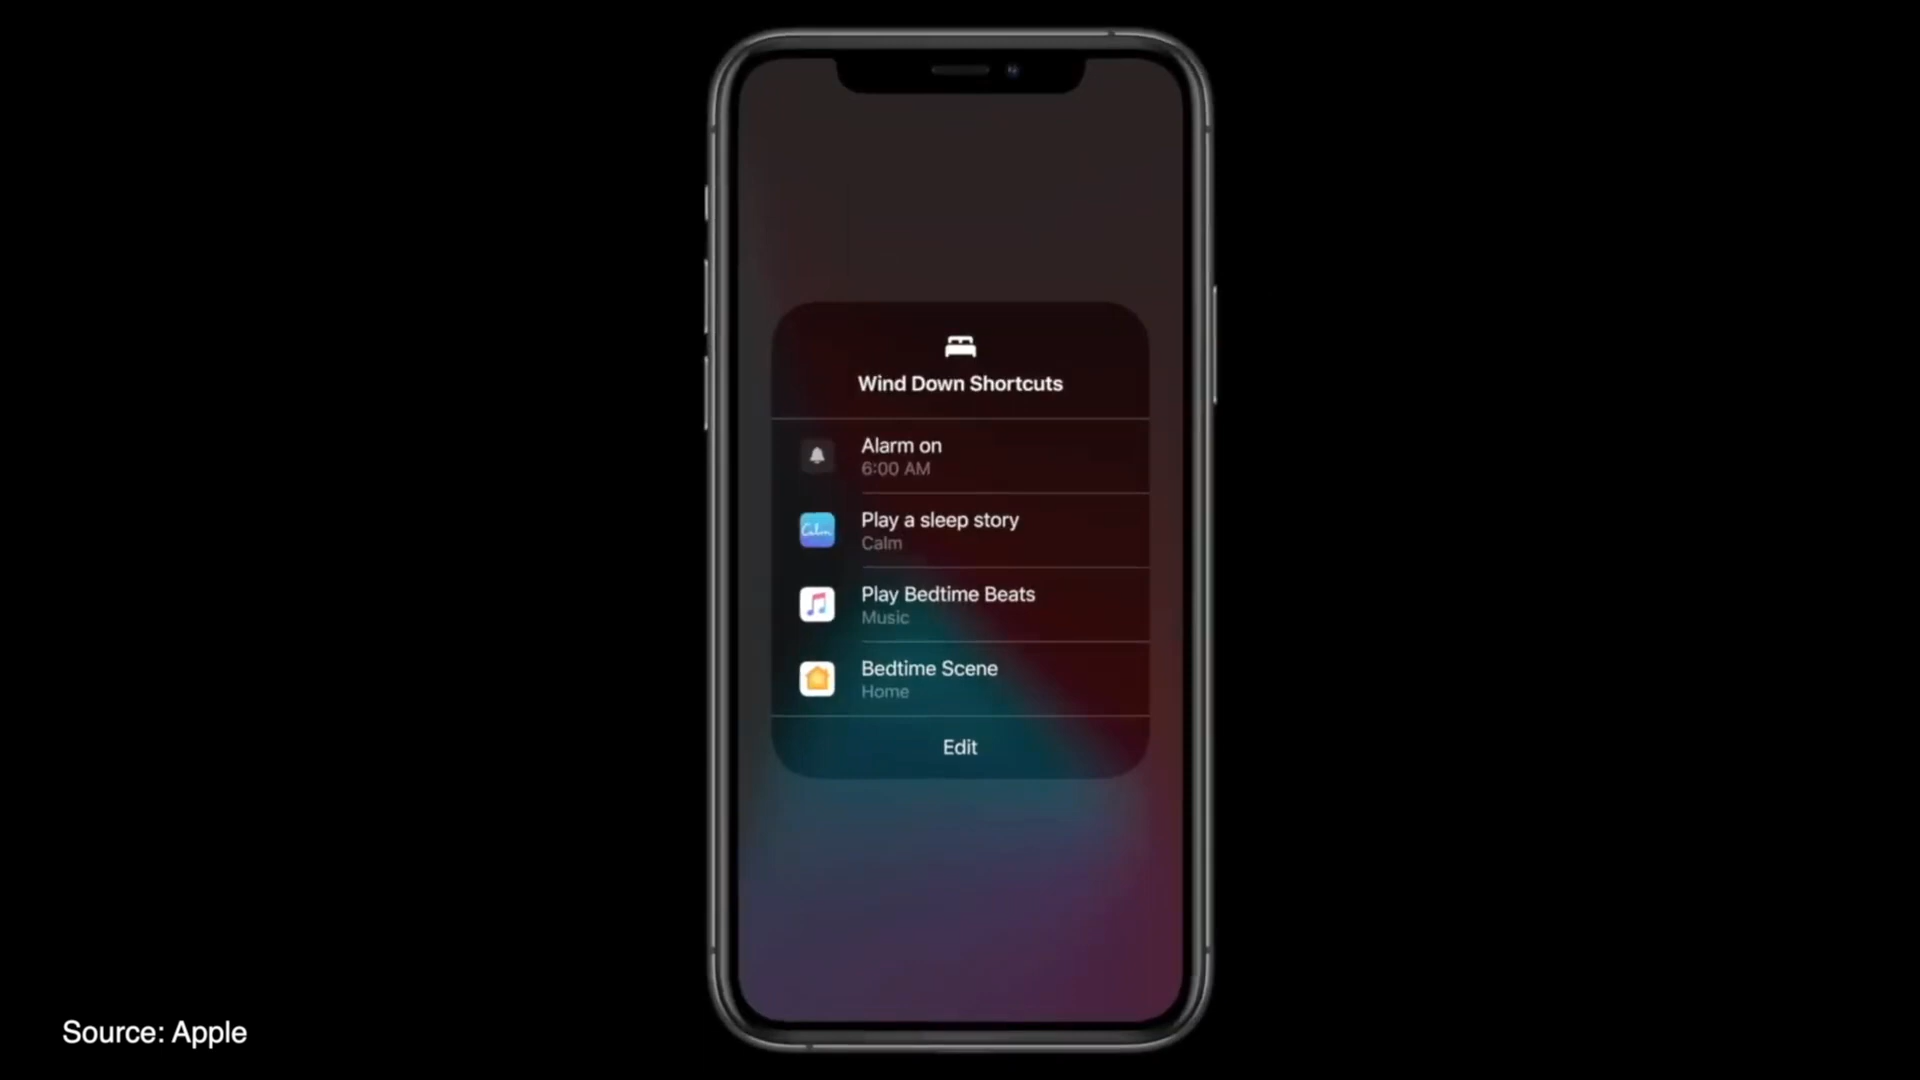 Wind Down Shortcuts
Alarm on
6:00 AM
Calm
Play a sleep story
Calm
Play Bedtime Beats
Music
Bedtime Scene
Home
Edit
Source: Apple